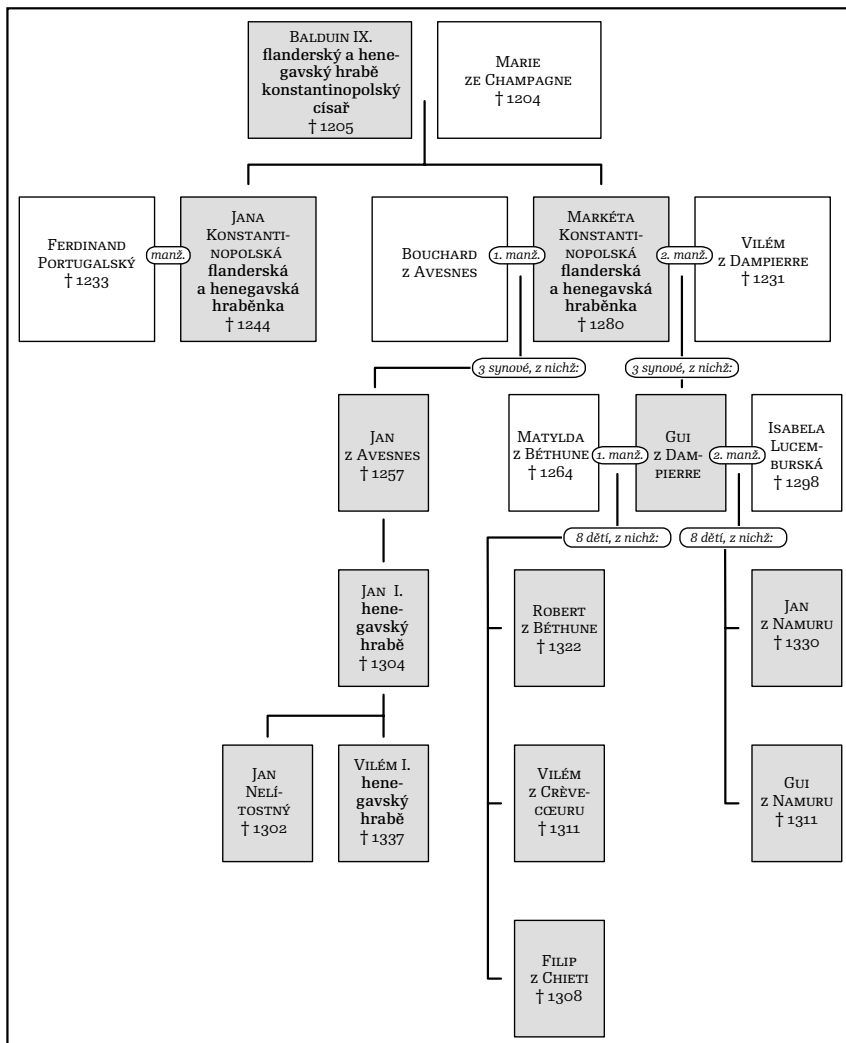 Balduin IX.
flanderský a hene-
gavský hrabě
konstantinopolský
císař
† 1205
Marie
ze Champagne
† 1204
Ferdinand
Portugalský
† 1233
manž.
Jana
Konstanti-
nopolská
flanderská
a henegavská
hraběnka
† 1244
Bouchard
z Avesnes
1. manž.
Markéta
Konstanti-
nopolská
flanderská
a henegavská
hraběnka
† 1280
2. manž.
Vilém
z Dampierre
† 1231
3 synové, z nichž:
3 synové, z nichž:
Jan
z Avesnes
† 1257
Matylda
z Béthune
† 1264
1. manž.
Gui
z Dam-
pierre
2. manž.
Isabela
Lucem-
burská
† 1298
8 dětí, z nichž:
8 dětí, z nichž:
Jan I.
hene-
gavský
hrabě
† 1304
Robert
z Béthune
† 1322
Jan
z Namuru
† 1330
Jan
Nelí-
tostný
† 1302
Vilém I.
hene-
gavský
hrabě
† 1337
Vilém
z Crève-
cœuru
† 1311
Gui
z Namuru
† 1311
Filip
z Chieti
† 1308